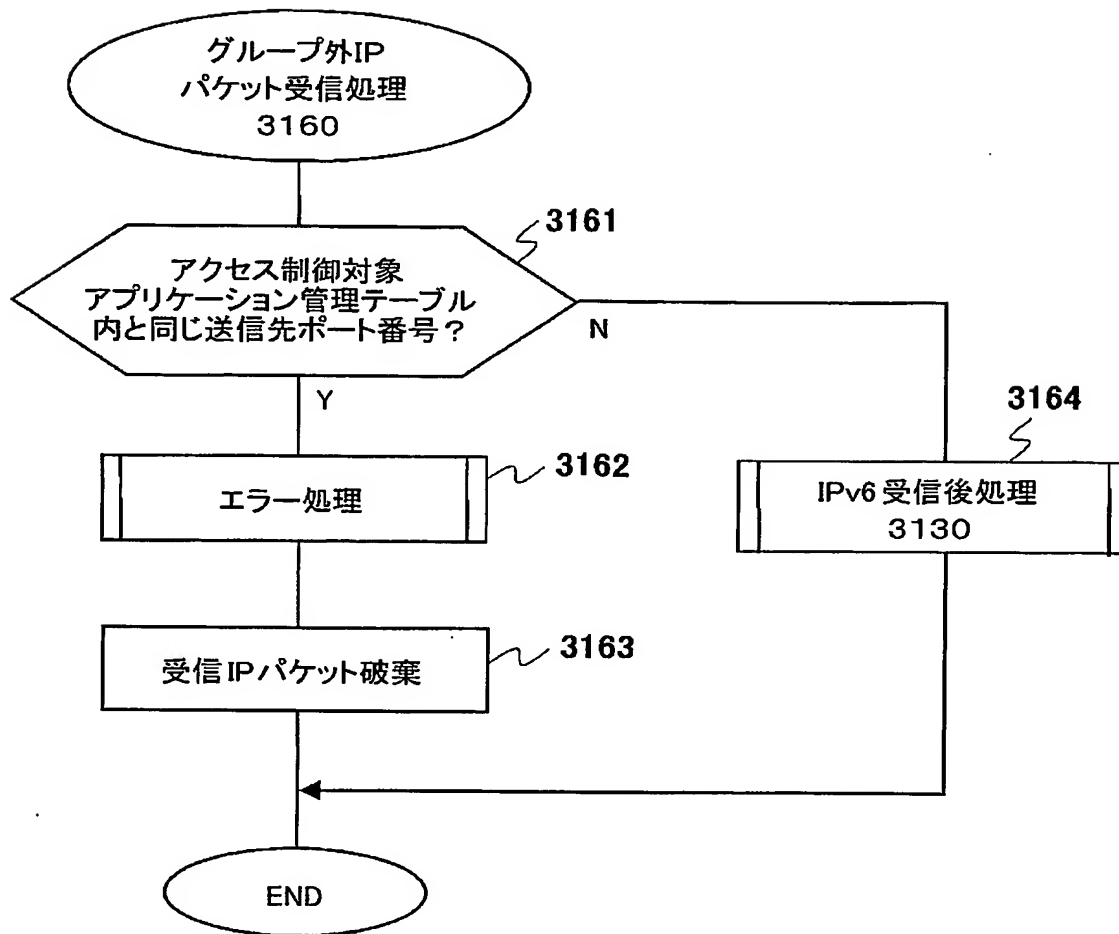 グループ外IP
パケット受信処理
3160
3161
アクセス制御対象
アプリケーション管理テーブル
内と同じ送信先ポート番号？
N
Y
3164
3162
エラー処理
IPv6受信後処理
3130
3163
受信IPパケット破棄
END